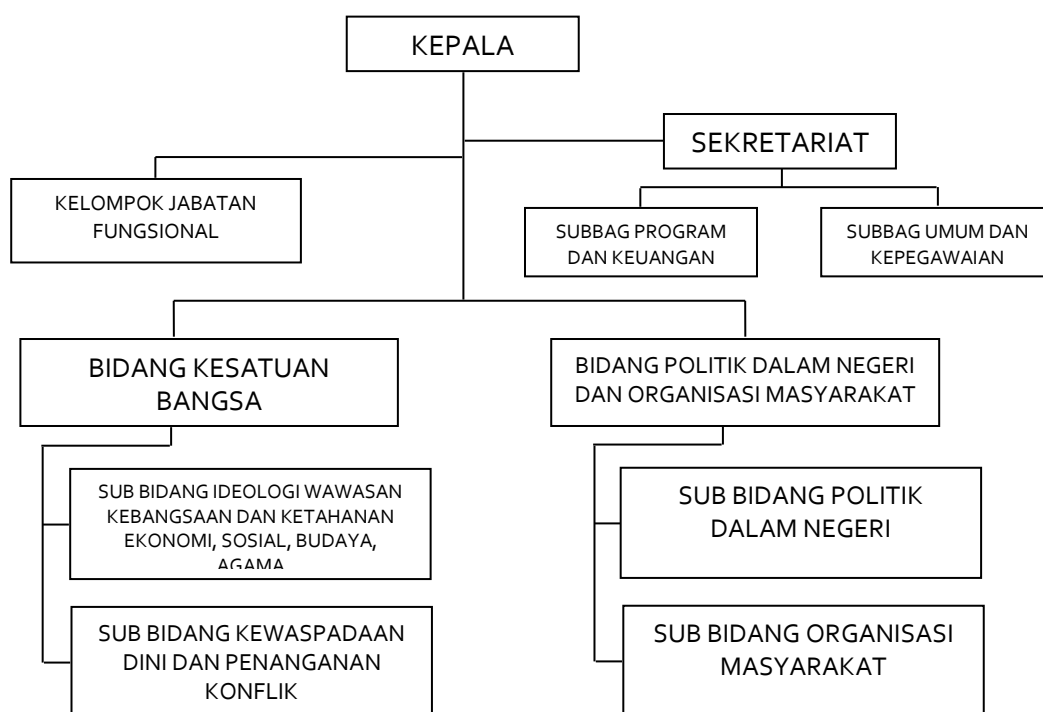 KEPALA
SEKRETARIAT
KELOMPOK JABATAN
FUNGSIONAL
SUBBAG PROGRAM
DAN KEUANGAN
SUBBAG UMUM DAN
KEPEGAWAIAN
BIDANG KESATUAN
BANGSA
BIDANG POLITIK DALAM NEGERI
DAN ORGANISASI MASYARAKAT
SUB BIDANG IDEOLOGI WAWASAN
KEBANGSAAN DAN KETAHANAN
EKONOMI, SOSIAL, BUDAYA,
AGAMA
SUB BIDANG POLITIK
DALAM NEGERI
SUB BIDANG KEWASPADAAN
DINI DAN PENANGANAN
KONFLIK
SUB BIDANG ORGANISASI
MASYARAKAT